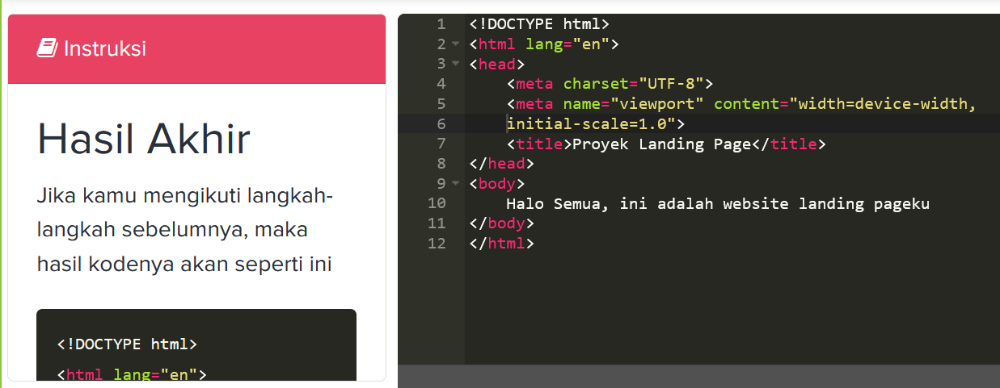 Instruksi
Hasil Akhir
Jika kamu mengikuti langkah-
langkah sebelumnya, maka
hasil kodenya akan seperti ini
<!DOCTYPE html>
<html lang="en">
1 <!DOCTYPE html>
2 <html lang="en">
3 <head>
4     <meta charset="UTF-8">
5     <meta name="viewport" content="width=device-width,
6     initial-scale=1.0">
7     <title>Proyek Landing Page</title>
8 </head>
9 <body>
10     Halo Semua, ini adalah website landing pageku
11 </body>
12 </html>